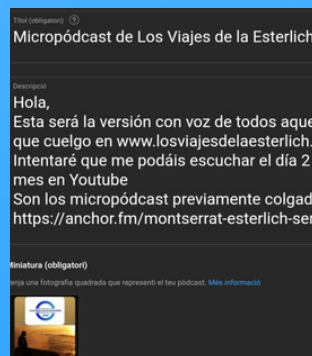 Títol (obligatori) ?
Micropódcast de Los Viajes de la Esterlich
Descripció
Hola,
Esta será la versión con voz de todos aque
que cuelgo en www.losviajesdelaesterlich.
Intentaré que me podáis escuchar el día 2
mes en Youtube
Son los micropódcast previamente colgad
https://anchor.fm/montserrat-esterlich-ser
Miniatura (obligatori)
enja una fotografia quadrada que representi el teu pòdcast. Més informació